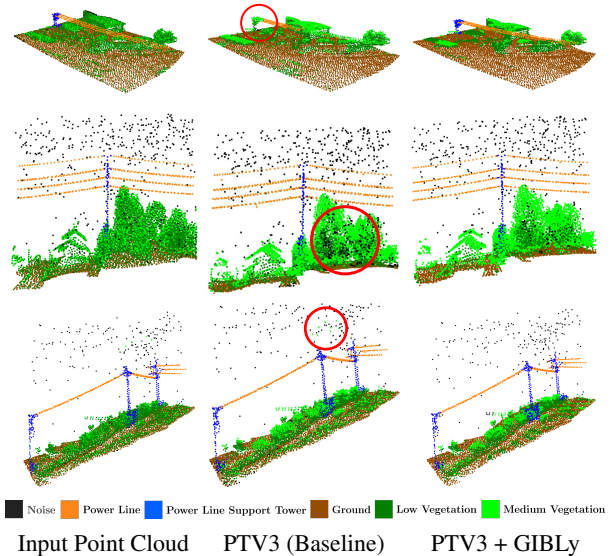 Noise Power Line Power Line Support Tower Ground Low Vegetation Medium Vegetation
Input Point Cloud PTV3 (Baseline) PTV3 + GIBLy